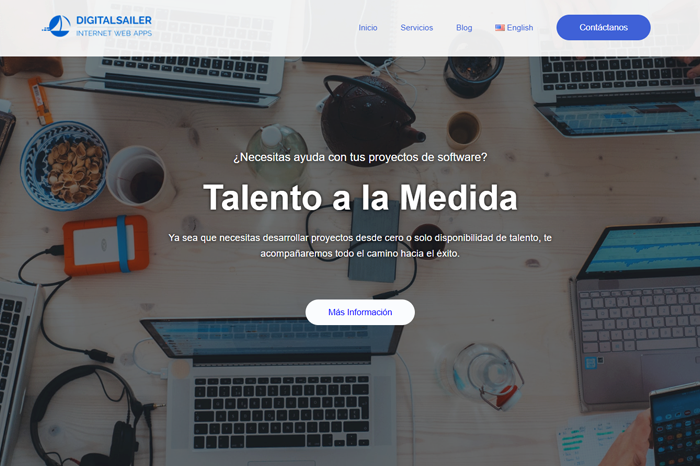 DIGITALSAILER
INTERNET WEB APPS
Inicio
Servicios
Blog
English
Contáctanos
¿Necesitas ayuda con tus proyectos de software?
Talento a la Medida
Ya sea que necesitas desarrollar proyectos desde cero o solo disponibilidad de talento, te
acompañaremos todo el camino hacia el éxito.
Más Información